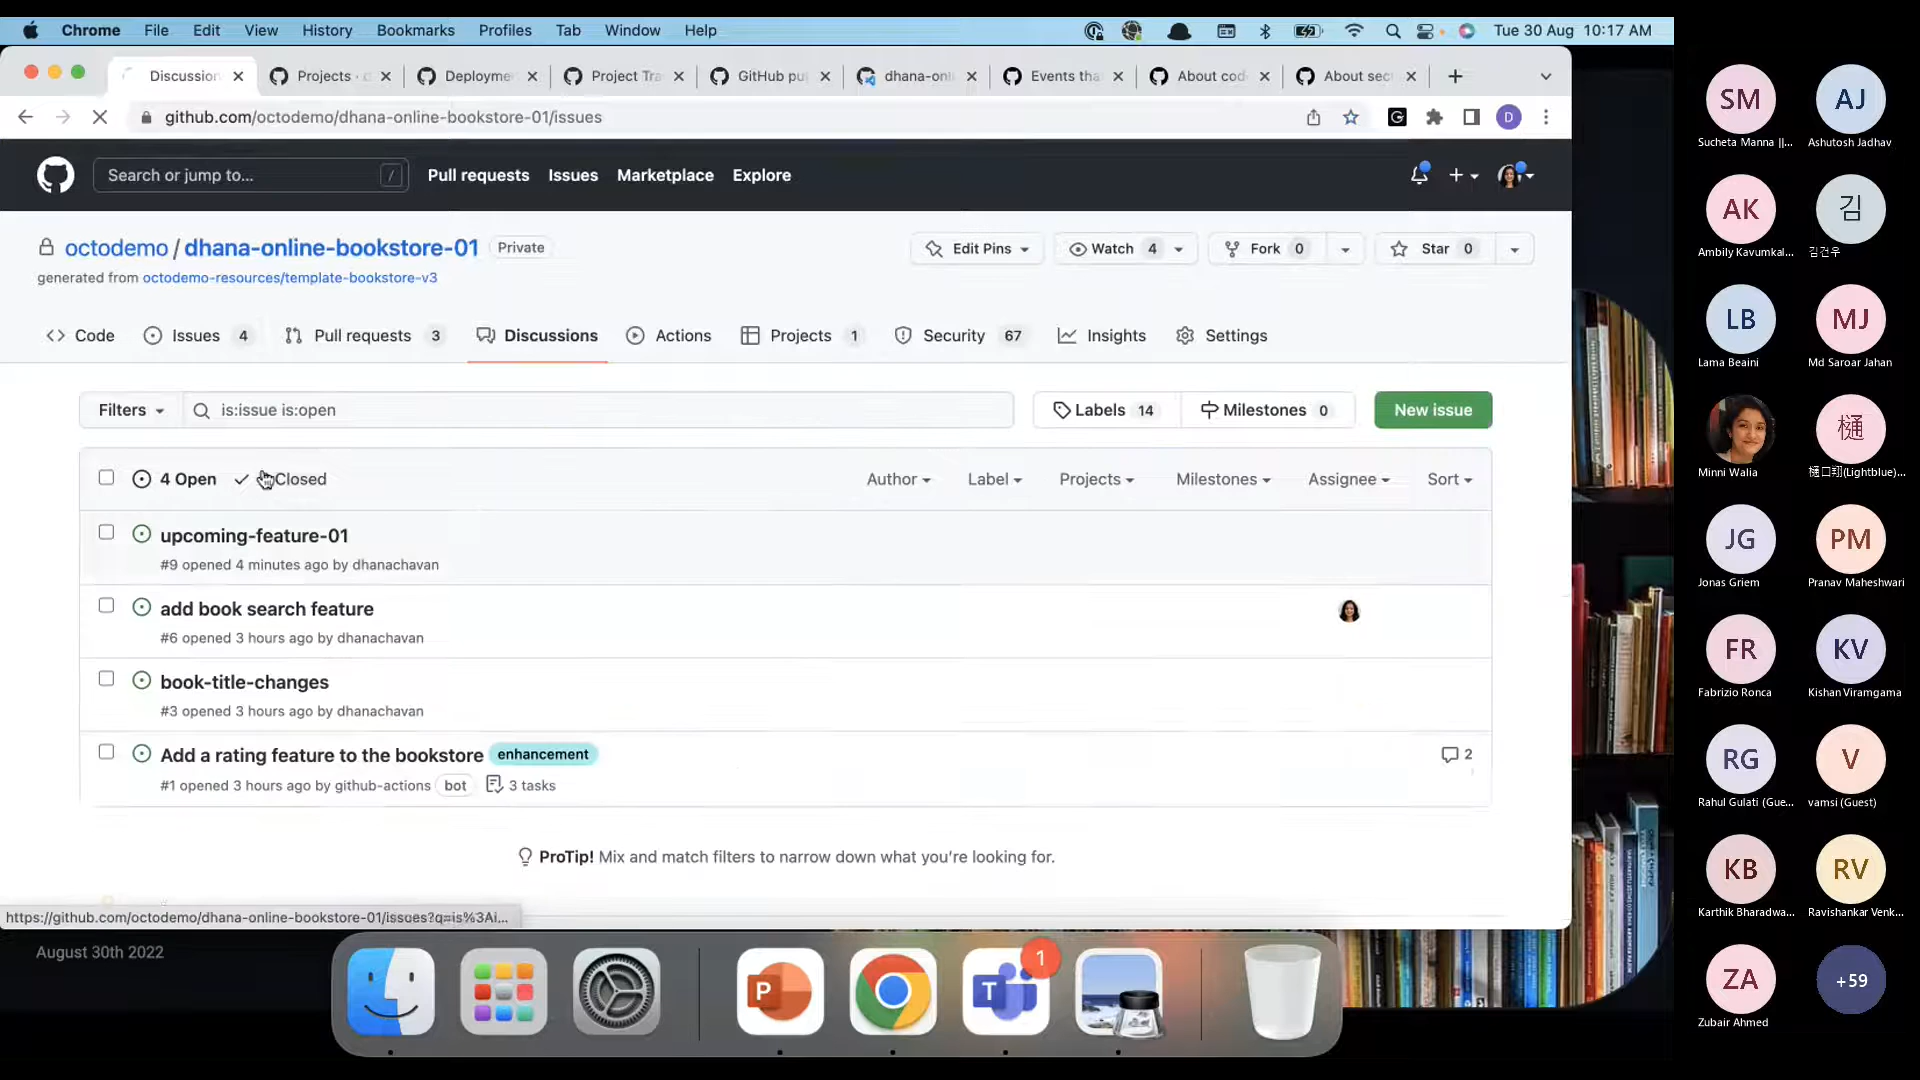 Chrome File Edit View History Bookmarks Profiles Tab Window Help Tue 30 Aug 10:17 AM
Discussion Projects · Deployme Project Tra GitHub pu dhana-onli Events tha About cod About sec
github.com/octodemo/dhana-online-bookstore-01/issues
D
Search or jump to... / Pull requests Issues Marketplace Explore
octodemo / dhana-online-bookstore-01 Private
Edit Pins Watch 4 Fork 0 Star 0
generated from octodemo-resources/template-bookstore-v3
Code Issues 4 Pull requests 3 Discussions Actions Projects 1 Security 67 Insights Settings
Filters is:issue is:open Labels 14 Milestones 0 New issue
4 Open Closed Author Label Projects Milestones Assignee Sort
upcoming-feature-01
#9 opened 4 minutes ago by dhanachavan
add book search feature
#6 opened 3 hours ago by dhanachavan
book-title-changes
#3 opened 3 hours ago by dhanachavan
Add a rating feature to the bookstore enhancement 2
#1 opened 3 hours ago by github-actions bot 3 tasks
ProTip! Mix and match filters to narrow down what you're looking for.
https://github.com/octodemo/dhana-online-bookstore-01/issues?q=is%3Ai...
August 30th 2022
P
T
1
SM AJ
Sucheta Manna ||... Ashutosh Jadhav
AK 김
Ambily Kavumkal... 김건우
LB MJ
Lama Beaini Md Saroar Jahan
樋
Minni Walia 樋口翔(Lightblue)...
JG PM
Jonas Griem Pranav Maheshwari
FR KV
Fabrizio Ronca Kishan Viramgama
RG V
Rahul Gulati (Gue... vamsi (Guest)
KB RV
Karthik Bharadwa... Ravishankar Venk...
ZA +59
Zubair Ahmed